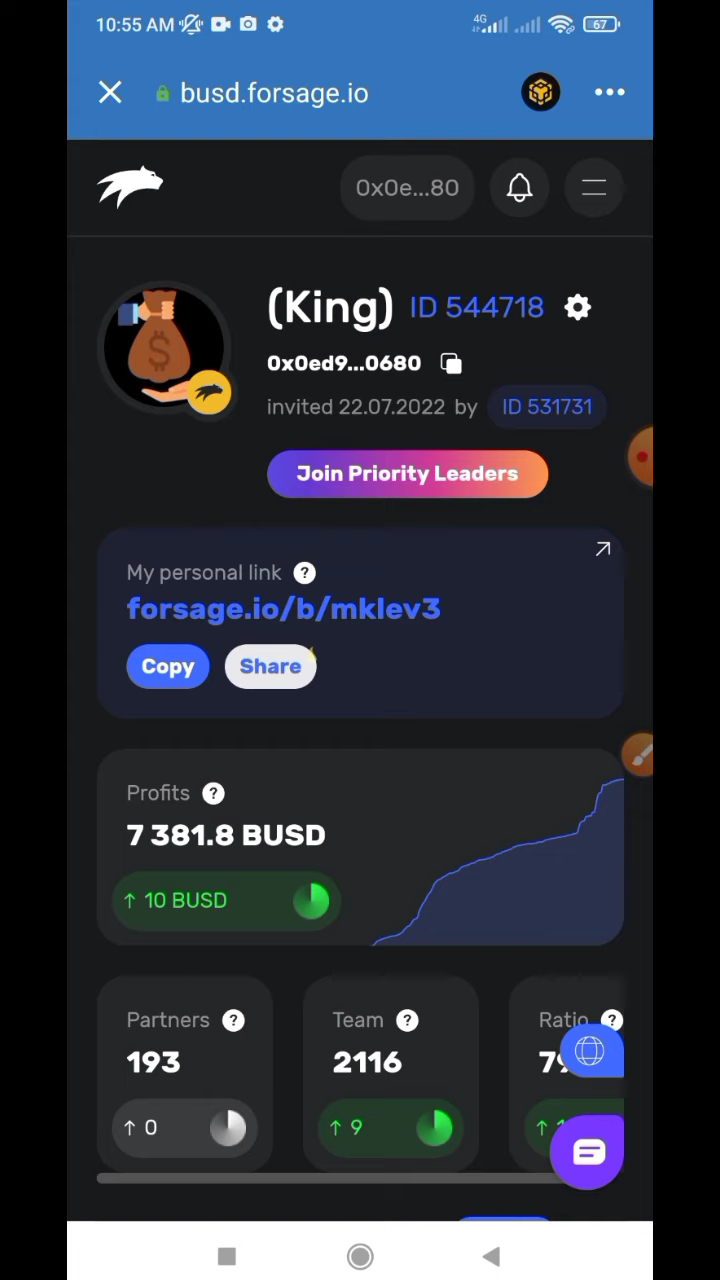 10:55 AM 4G 67
busd.forsage.io
0x0e...80
(King) ID 544718
0x0ed9...0680
invited 22.07.2022 by ID 531731
Join Priority Leaders
My personal link ?
forsage.io/b/mklev3
Copy Share
Profits ?
7 381.8 BUSD
↑ 10 BUSD
Partners ? Team ? Ratio ?
193 2116
↑ 0 ↑ 9 ↑